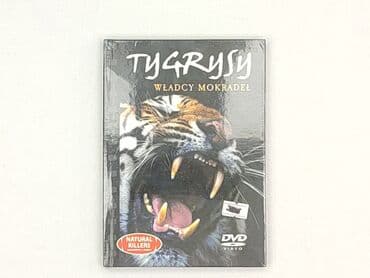 TYGRYSY
WŁADCY MOKRADEŁ
NATURAL
KILLERS
DVD
VIDEO